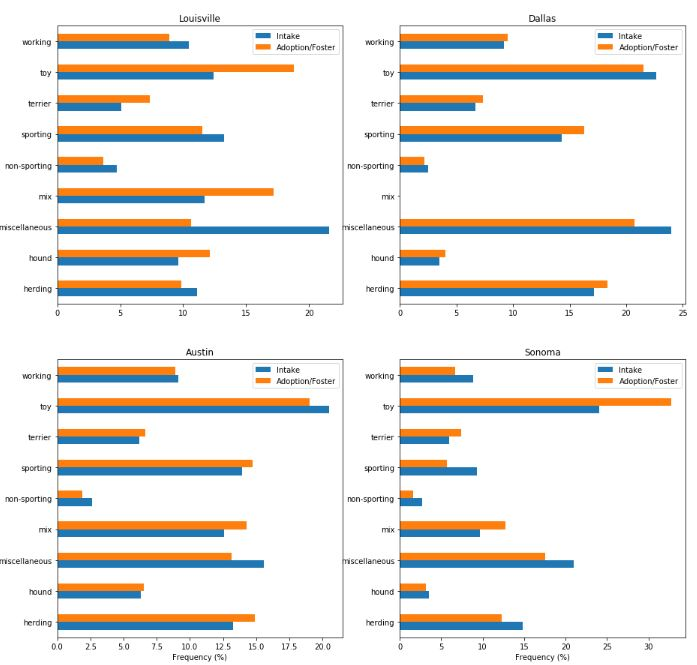 Louisville
Intake
Adoption/Foster
working
toy
terrier
sporting
non-sporting
mix
miscellaneous
hound
herding
0 5 10 15 20
Dallas
Intake
Adoption/Foster
working
toy
terrier
sporting
non-sporting
mix
miscellaneous
hound
herding
0 5 10 15 20 25
Austin
Intake
Adoption/Foster
working
toy
terrier
sporting
non-sporting
mix
miscellaneous
hound
herding
0.0 2.5 5.0 7.5 10.0 12.5 15.0 17.5 20.0
Frequency (%)
Sonoma
Intake
Adoption/Foster
working
toy
terrier
sporting
non-sporting
mix
miscellaneous
hound
herding
0 5 10 15 20 25 30
Frequency (%)